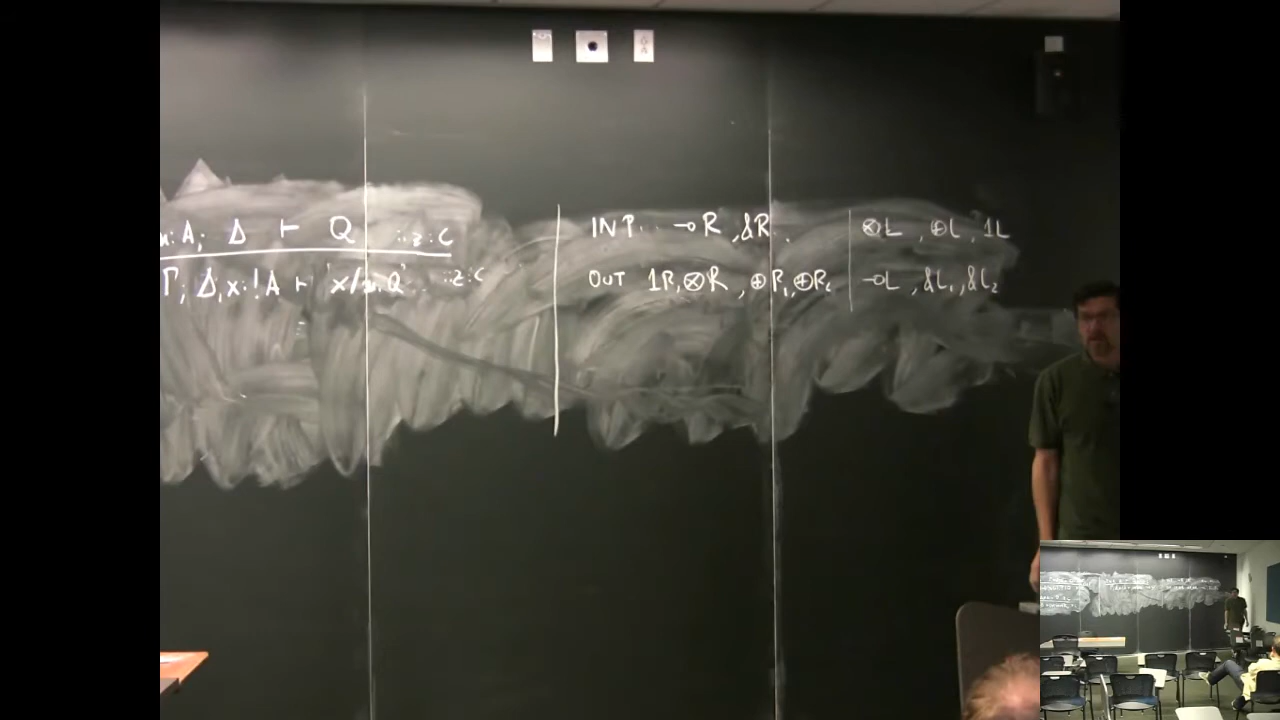 u:A; Δ ⊢ Q :: z:C
Γ; Δ, x:!A ⊢ x/u.Q :: z:C
INP. ⊸R, &R ⊗L, ⊕L, 1L
OUT 1R, ⊗R, ⊕R₁, ⊕R₂ ⊸L, &L₁, &L₂